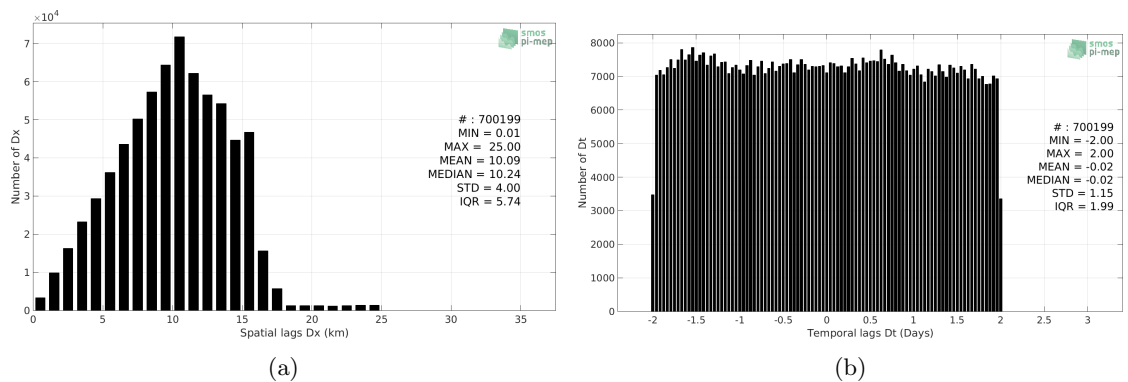 ×10⁴
7
6
5
4
3
2
1
0
Number of Dx
0 5 10 15 20 25 30 35
Spatial lags Dx (km)
smos
pi-mep
# : 700199
MIN = 0.01
MAX = 25.00
MEAN = 10.09
MEDIAN = 10.24
STD = 4.00
IQR = 5.74
(a)
8000
7000
6000
5000
4000
3000
2000
1000
0
Number of Dt
-2 -1.5 -1 -0.5 0 0.5 1 1.5 2 2.5 3
Temporal lags Dt (Days)
smos
pi-mep
# : 700199
MIN = -2.00
MAX = 2.00
MEAN = -0.02
MEDIAN = -0.02
STD = 1.15
IQR = 1.99
(b)